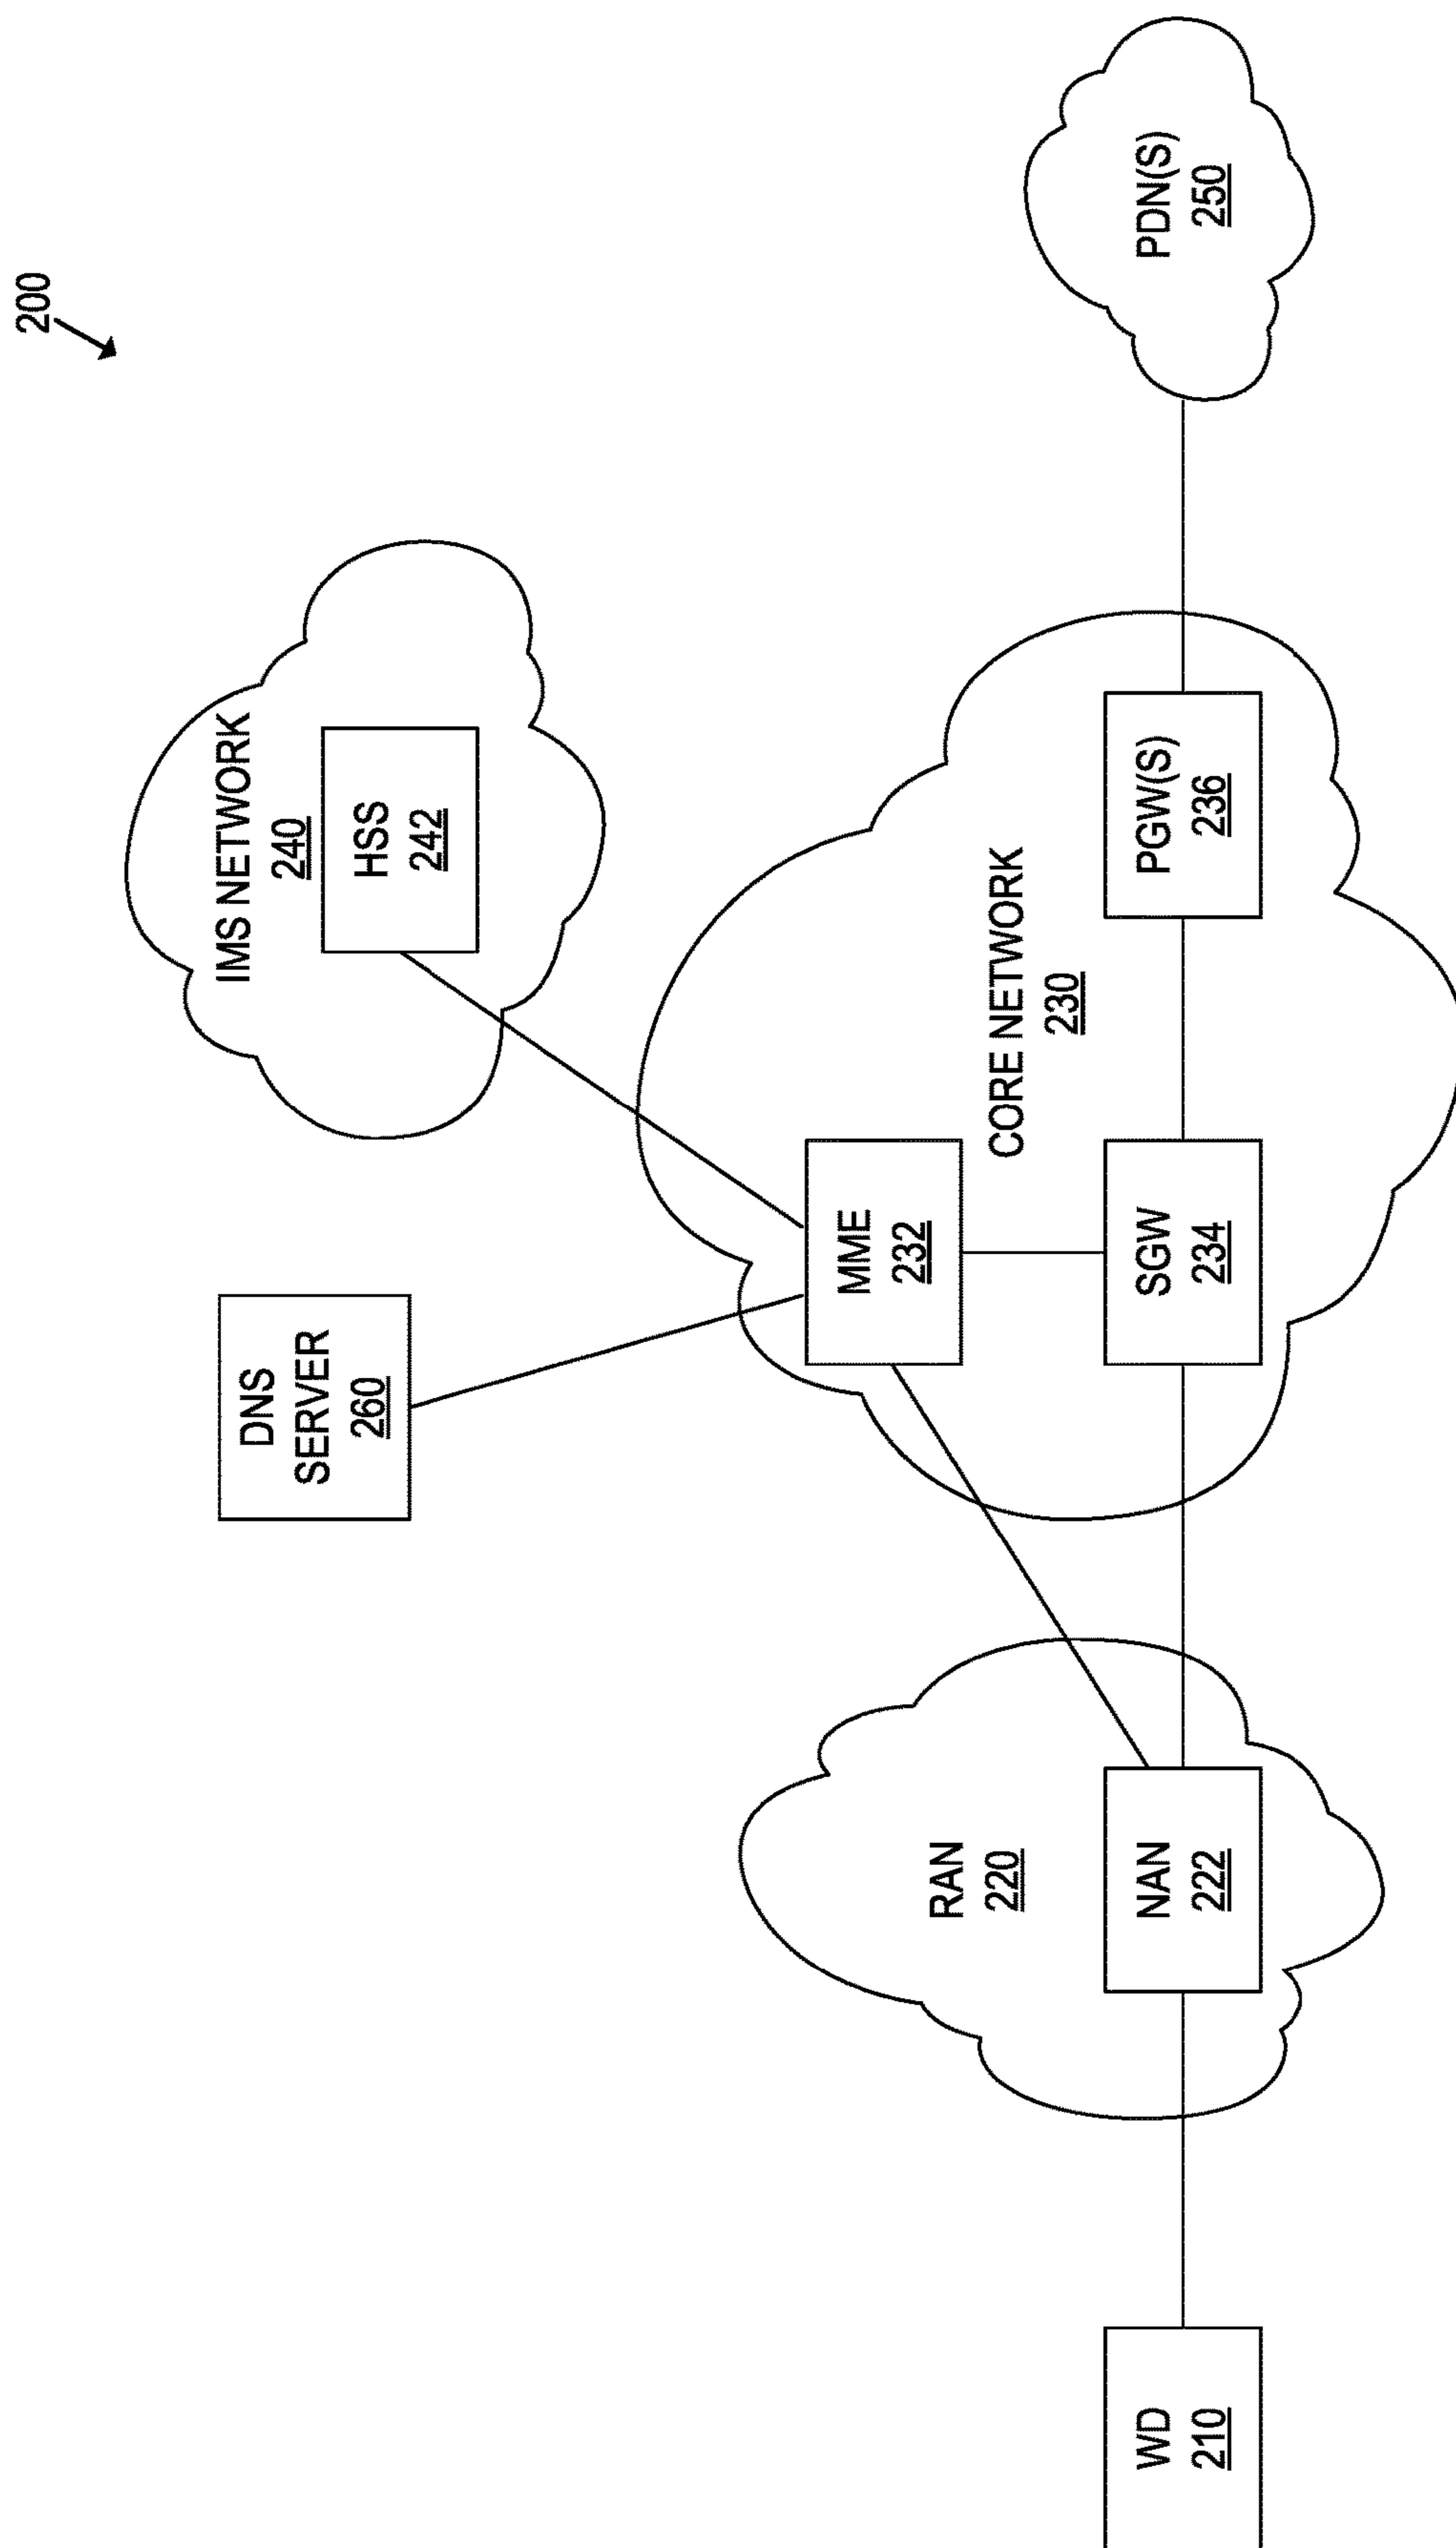 200
DNS
SERVER
260
IMS NETWORK
240
HSS
242
MME
232
CORE NETWORK
230
RAN
220
WD
210
NAN
222
SGW
234
PGW(S)
236
PDN(S)
250